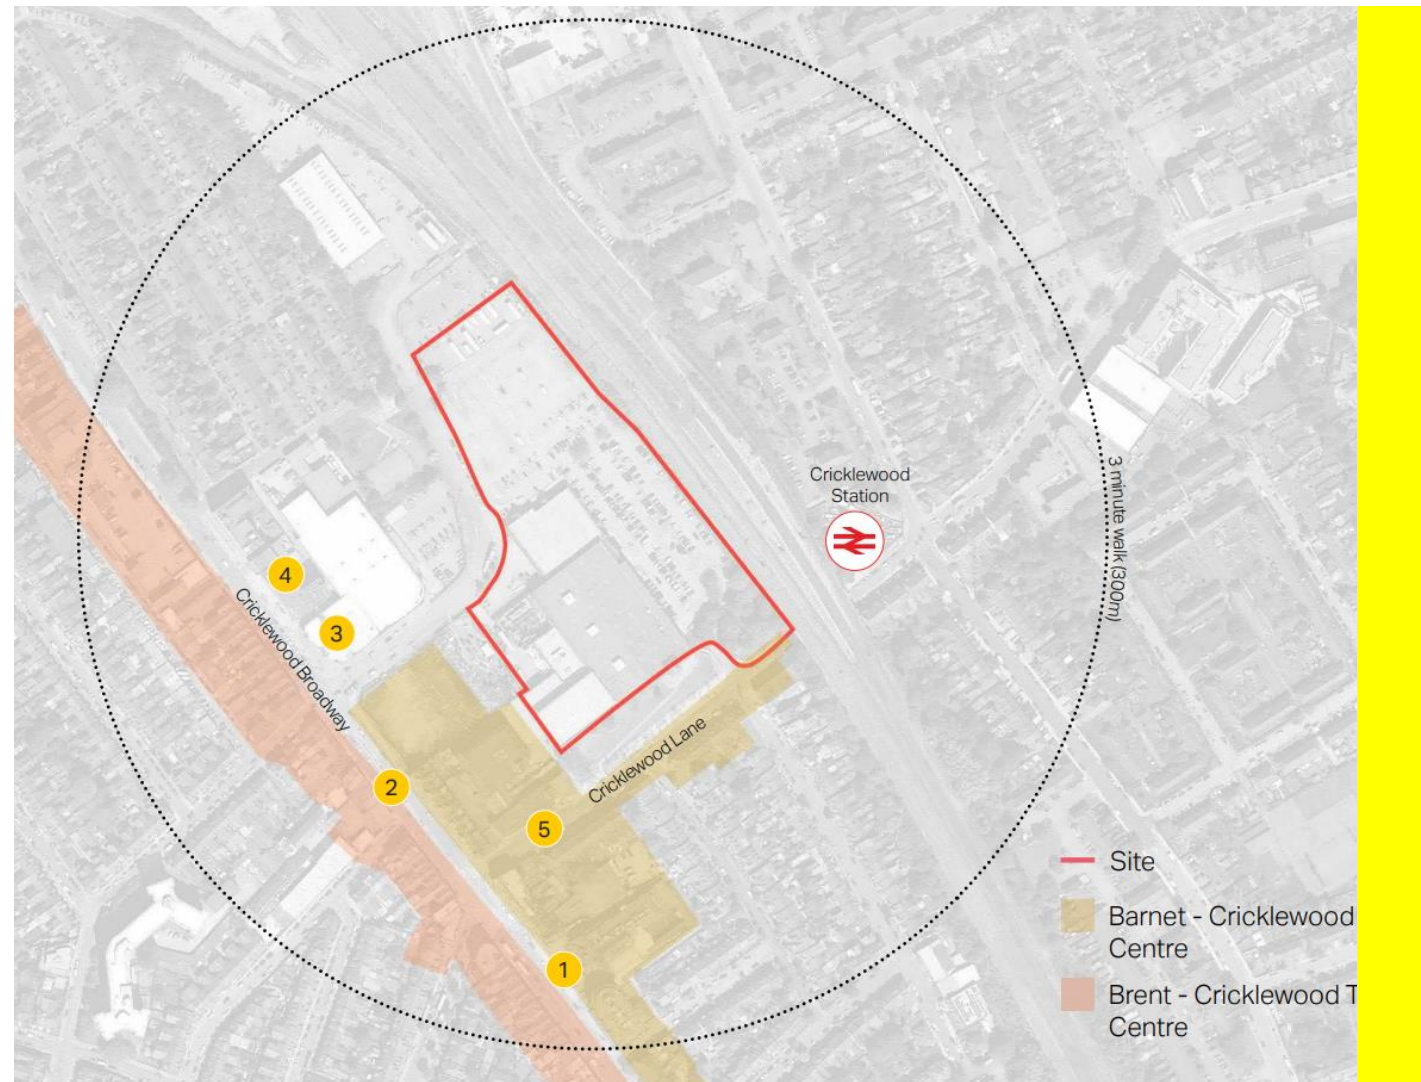 Cricklewood
Station
3 minute walk (300m)
4
3
Cricklewood Broadway
2
Cricklewood Lane
5
1
Site
Barnet - Cricklewood
Centre
Brent - Cricklewood T
Centre